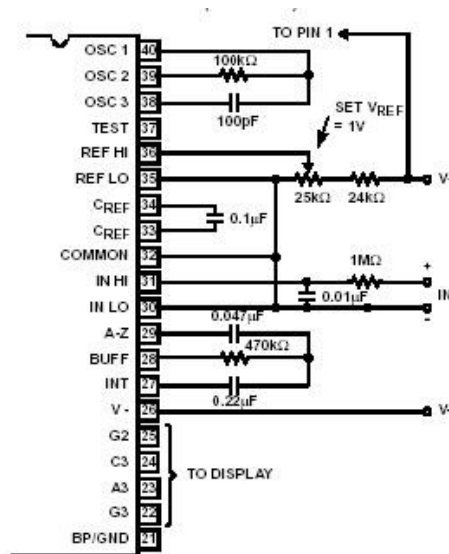 TO PIN 1
OSC 1 40
100kΩ
OSC 2 39
OSC 3 38
100pF
TEST 37
SET VREF
= 1V
REF HI 36
REF LO 35
V+
25kΩ 24kΩ
CREF 34
0.1µF
CREF 33
COMMON 32
1MΩ
+
IN HI 31
0.01µF
IN
IN LO 30
-
0.047µF
A-Z 29
470kΩ
BUFF 28
INT 27
0.22µF
V - 26
V-
G2 25
C3 24
TO DISPLAY
A3 23
G3 22
BP/GND 21